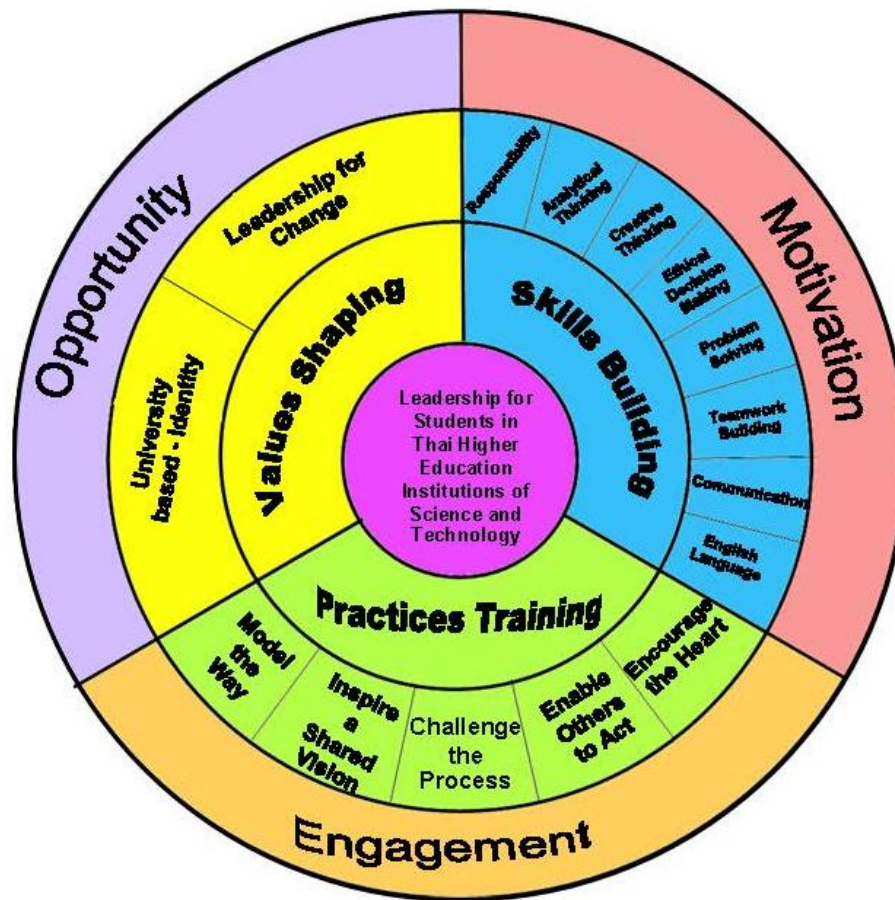 Opportunity
Motivation
Engagement
Leadership for
Change
University
based - Identity
Values Shaping
Responsibility
Analytical
Thinking
Creative
Thinking
Ethical
Decision
Making
Problem
Solving
Teamwork
Building
Communication
English
Language
Skills Building
Leadership for
Students in
Thai Higher
Education
Institutions of
Science and
Technology
Practices Training
Model
the
Way
Inspire
a
Shared
Vision
Challenge
the
Process
Enable
Others
to Act
Encourage
the Heart